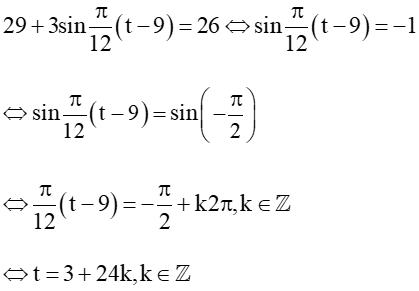 29 + 3sin π/12 (t − 9) = 26 ⇔ sin π/12 (t − 9) = −1
⇔ sin π/12 (t − 9) = sin(−π/2)
⇔ π/12 (t − 9) = −π/2 + k2π, k ∈ ℤ
⇔ t = 3 + 24k, k ∈ ℤ